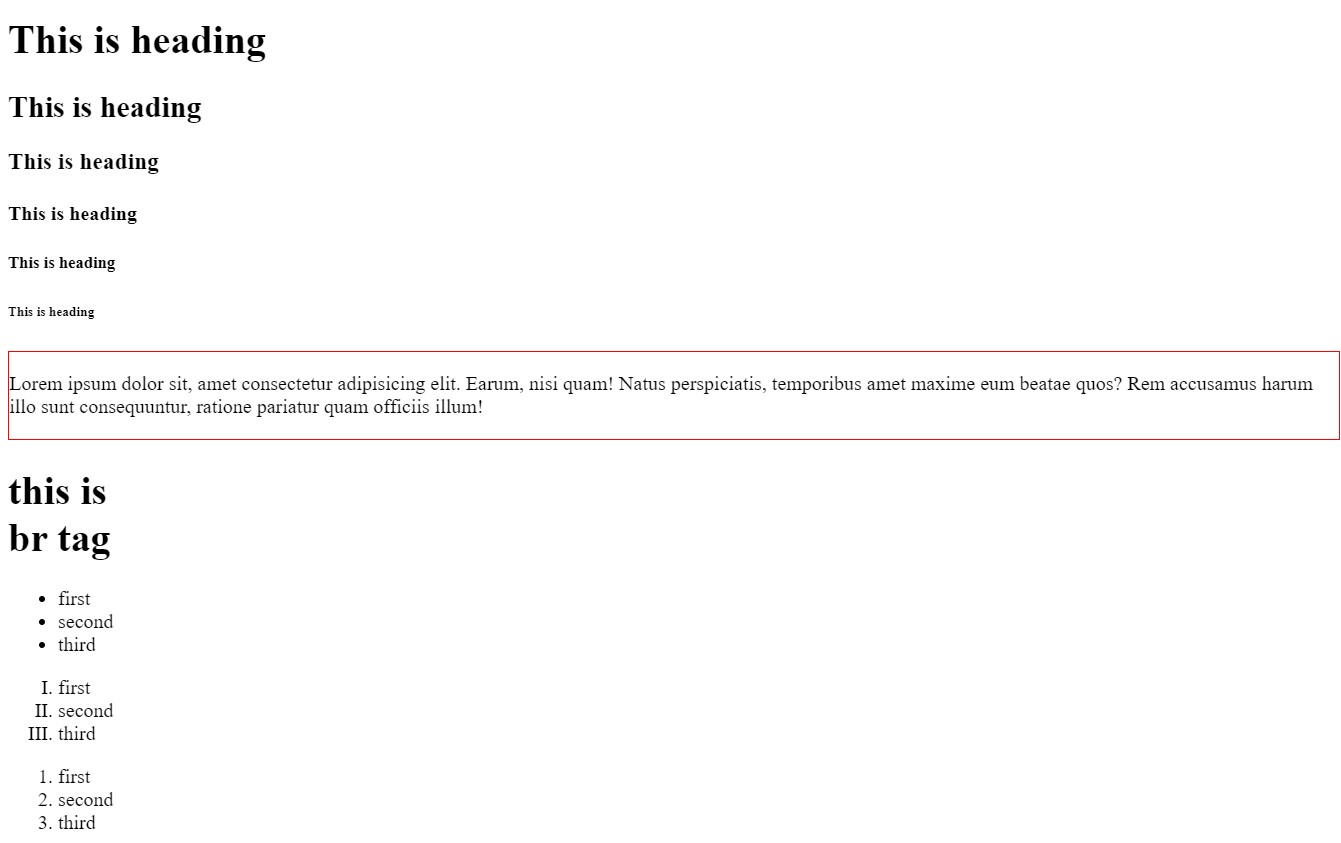 This is heading
This is heading
This is heading
This is heading
This is heading
This is heading
Lorem ipsum dolor sit, amet consectetur adipisicing elit. Earum, nisi quam! Natus perspiciatis, temporibus amet maxime eum beatae quos? Rem accusamus harum
illo sunt consequuntur, ratione pariatur quam officiis illum!
this is
br tag
• first
• second
• third
I. first
II. second
III. third
1. first
2. second
3. third